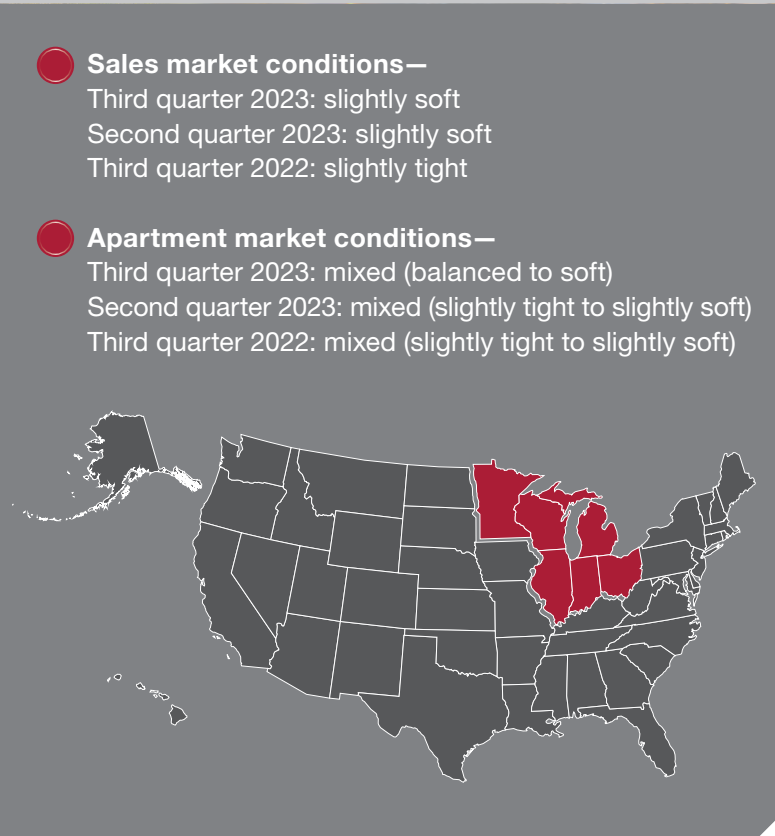 Sales market conditions—
Third quarter 2023: slightly soft
Second quarter 2023: slightly soft
Third quarter 2022: slightly tight
Apartment market conditions—
Third quarter 2023: mixed (balanced to soft)
Second quarter 2023: mixed (slightly tight to slightly soft)
Third quarter 2022: mixed (slightly tight to slightly soft)